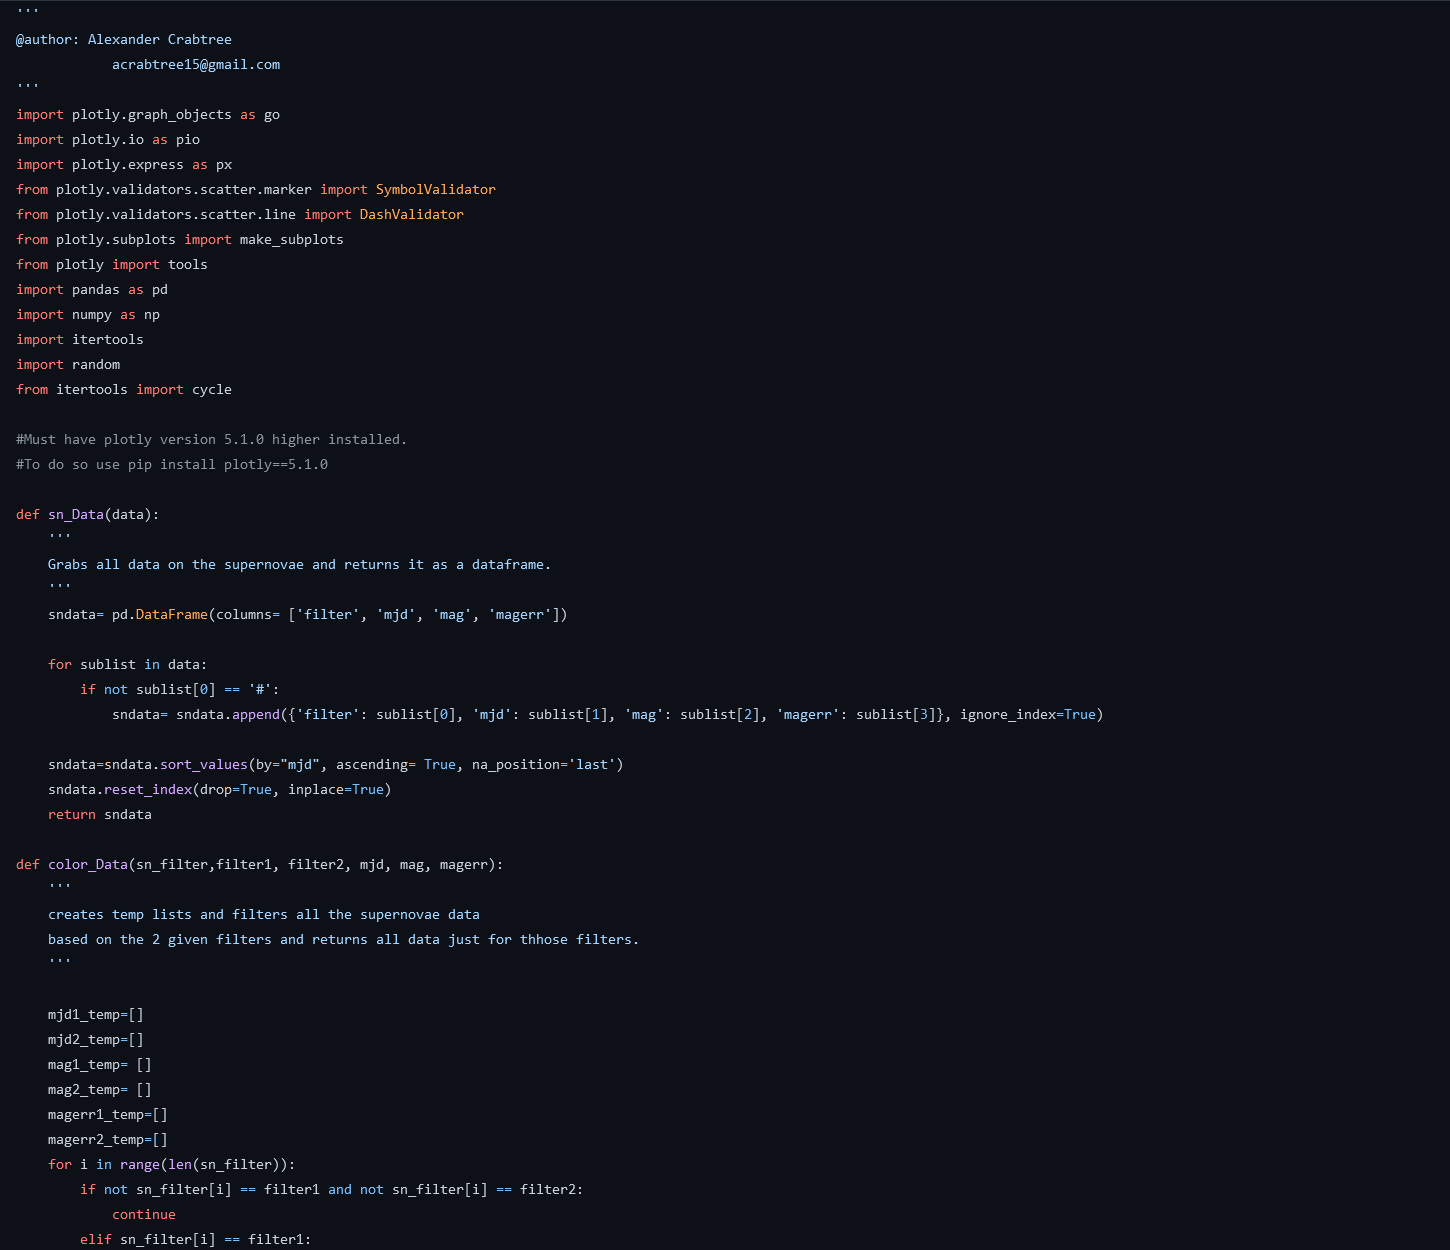 '''
@author: Alexander Crabtree
            acrabtree15@gmail.com
'''
import plotly.graph_objects as go
import plotly.io as pio
import plotly.express as px
from plotly.validators.scatter.marker import SymbolValidator
from plotly.validators.scatter.line import DashValidator
from plotly.subplots import make_subplots
from plotly import tools
import pandas as pd
import numpy as np
import itertools
import random
from itertools import cycle

#Must have plotly version 5.1.0 higher installed.
#To do so use pip install plotly==5.1.0

def sn_Data(data):
    '''
    Grabs all data on the supernovae and returns it as a dataframe.
    '''
    sndata= pd.DataFrame(columns= ['filter', 'mjd', 'mag', 'magerr'])

    for sublist in data:
        if not sublist[0] == '#':
            sndata= sndata.append({'filter': sublist[0], 'mjd': sublist[1], 'mag': sublist[2], 'magerr': sublist[3]}, ignore_index=True)

    sndata=sndata.sort_values(by="mjd", ascending= True, na_position='last')
    sndata.reset_index(drop=True, inplace=True)
    return sndata

def color_Data(sn_filter,filter1, filter2, mjd, mag, magerr):
    '''
    creates temp lists and filters all the supernovae data
    based on the 2 given filters and returns all data just for thhose filters.
    '''

    mjd1_temp=[]
    mjd2_temp=[]
    mag1_temp= []
    mag2_temp= []
    magerr1_temp=[]
    magerr2_temp=[]
    for i in range(len(sn_filter)):
        if not sn_filter[i] == filter1 and not sn_filter[i] == filter2:
            continue
        elif sn_filter[i] == filter1: